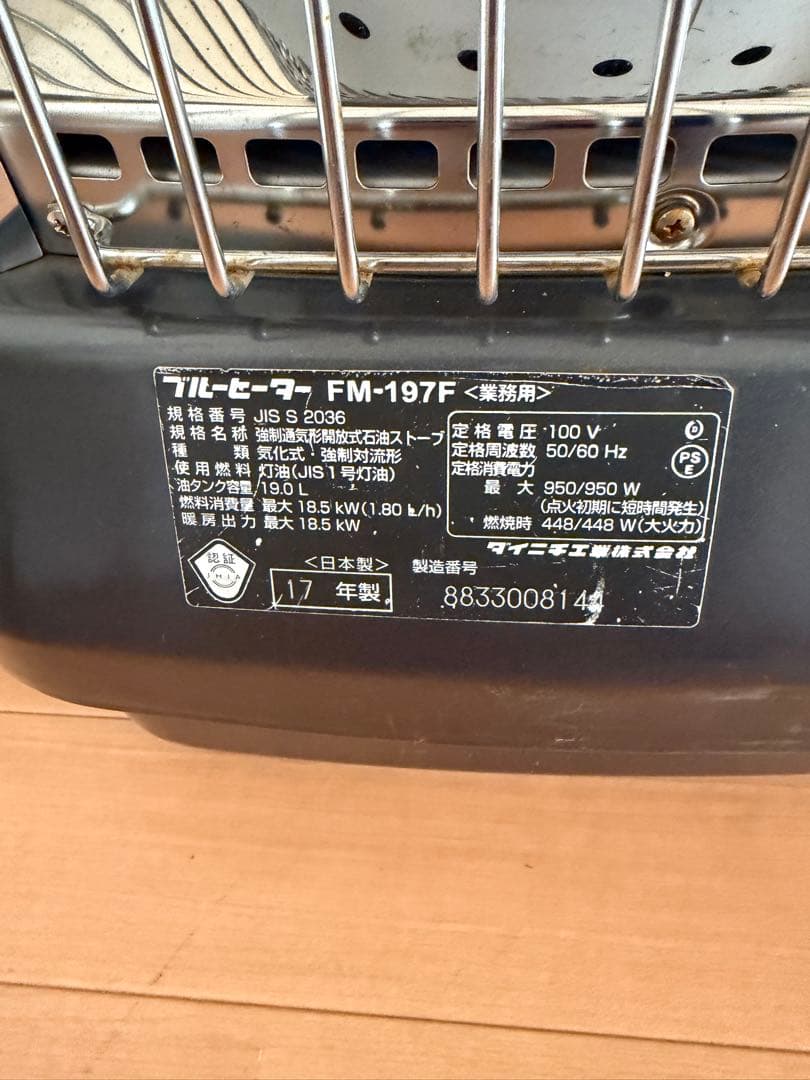 ブルーヒーター FM-197F <業務用>
規格番号 JIS S 2036
規格名称 強制通気形開放式石油ストーブ
種類 気化式・強制対流形
使用燃料 灯油(JIS1号灯油)
油タンク容量 19.0 L
燃料消費量 最大 18.5 kW(1.80 L/h)
暖房出力 最大 18.5 kW
定格電圧 100 V
定格周波数 50/60 Hz
定格消費電力
最大 950/950 W
(点火初期に短時間発生)
燃焼時 448/448 W(大火力)
PS
E
ダイニチ工業株式会社
認証
JHIA
<日本製> 製造番号
17 年製 8833008144